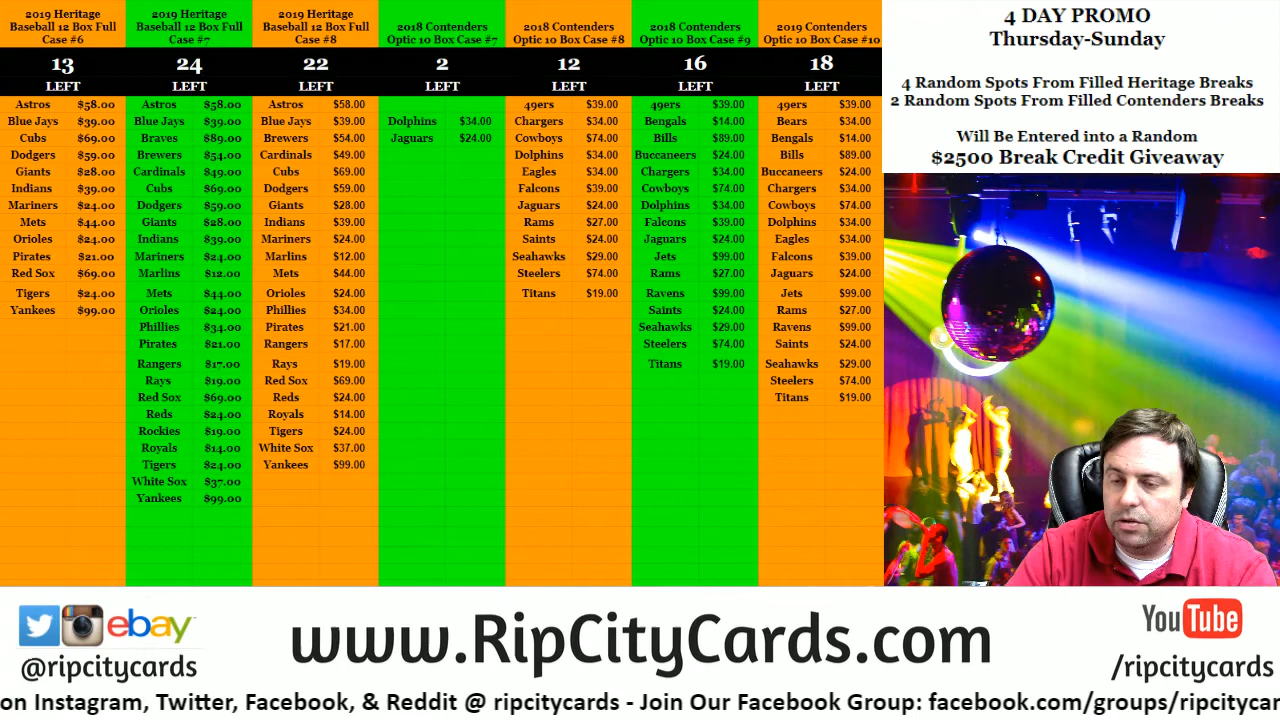 2019 Heritage
Baseball 12 Box Full
Case #6
13
LEFT
Astros $58.00
Blue Jays $39.00
Cubs $69.00
Dodgers $59.00
Giants $28.00
Indians $39.00
Mariners $24.00
Mets $44.00
Orioles $24.00
Pirates $21.00
Red Sox $69.00
Tigers $24.00
Yankees $99.00
2019 Heritage
Baseball 12 Box Full
Case #7
24
LEFT
Astros $58.00
Blue Jays $39.00
Braves $89.00
Brewers $54.00
Cardinals $49.00
Cubs $69.00
Dodgers $59.00
Giants $28.00
Indians $39.00
Mariners $24.00
Marlins $12.00
Mets $44.00
Orioles $24.00
Phillies $34.00
Pirates $21.00
Rangers $17.00
Rays $19.00
Red Sox $69.00
Reds $24.00
Rockies $19.00
Royals $14.00
Tigers $24.00
White Sox $37.00
Yankees $99.00
2019 Heritage
Baseball 12 Box Full
Case #8
22
LEFT
Astros $58.00
Blue Jays $39.00
Brewers $54.00
Cardinals $49.00
Cubs $69.00
Dodgers $59.00
Giants $28.00
Indians $39.00
Mariners $24.00
Marlins $12.00
Mets $44.00
Orioles $24.00
Phillies $34.00
Pirates $21.00
Rangers $17.00
Rays $19.00
Red Sox $69.00
Reds $24.00
Royals $14.00
Tigers $24.00
White Sox $37.00
Yankees $99.00
2018 Contenders
Optic 10 Box Case #7
2
LEFT
Dolphins $34.00
Jaguars $24.00
2018 Contenders
Optic 10 Box Case #8
12
LEFT
49ers $39.00
Chargers $34.00
Cowboys $74.00
Dolphins $34.00
Eagles $34.00
Falcons $39.00
Jaguars $24.00
Rams $27.00
Saints $24.00
Seahawks $29.00
Steelers $74.00
Titans $19.00
2018 Contenders
Optic 10 Box Case #9
16
LEFT
49ers $39.00
Bengals $14.00
Bills $89.00
Buccaneers $24.00
Chargers $34.00
Cowboys $74.00
Dolphins $34.00
Falcons $39.00
Jaguars $24.00
Jets $99.00
Rams $27.00
Ravens $99.00
Saints $24.00
Seahawks $29.00
Steelers $74.00
Titans $19.00
2019 Contenders
Optic 10 Box Case #10
18
LEFT
49ers $39.00
Bears $34.00
Bengals $14.00
Bills $89.00
Buccaneers $24.00
Chargers $34.00
Cowboys $74.00
Dolphins $34.00
Eagles $34.00
Falcons $39.00
Jaguars $24.00
Jets $99.00
Rams $27.00
Ravens $99.00
Saints $24.00
Seahawks $29.00
Steelers $74.00
Titans $19.00
4 DAY PROMO
Thursday-Sunday
4 Random Spots From Filled Heritage Breaks
2 Random Spots From Filled Contenders Breaks
Will Be Entered into a Random
$2500 Break Credit Giveaway
ebay
@ripcitycards
www.RipCityCards.com
YouTube
/ripcitycards
on Instagram, Twitter, Facebook, & Reddit @ ripcitycards - Join Our Facebook Group: facebook.com/groups/ripcitycar